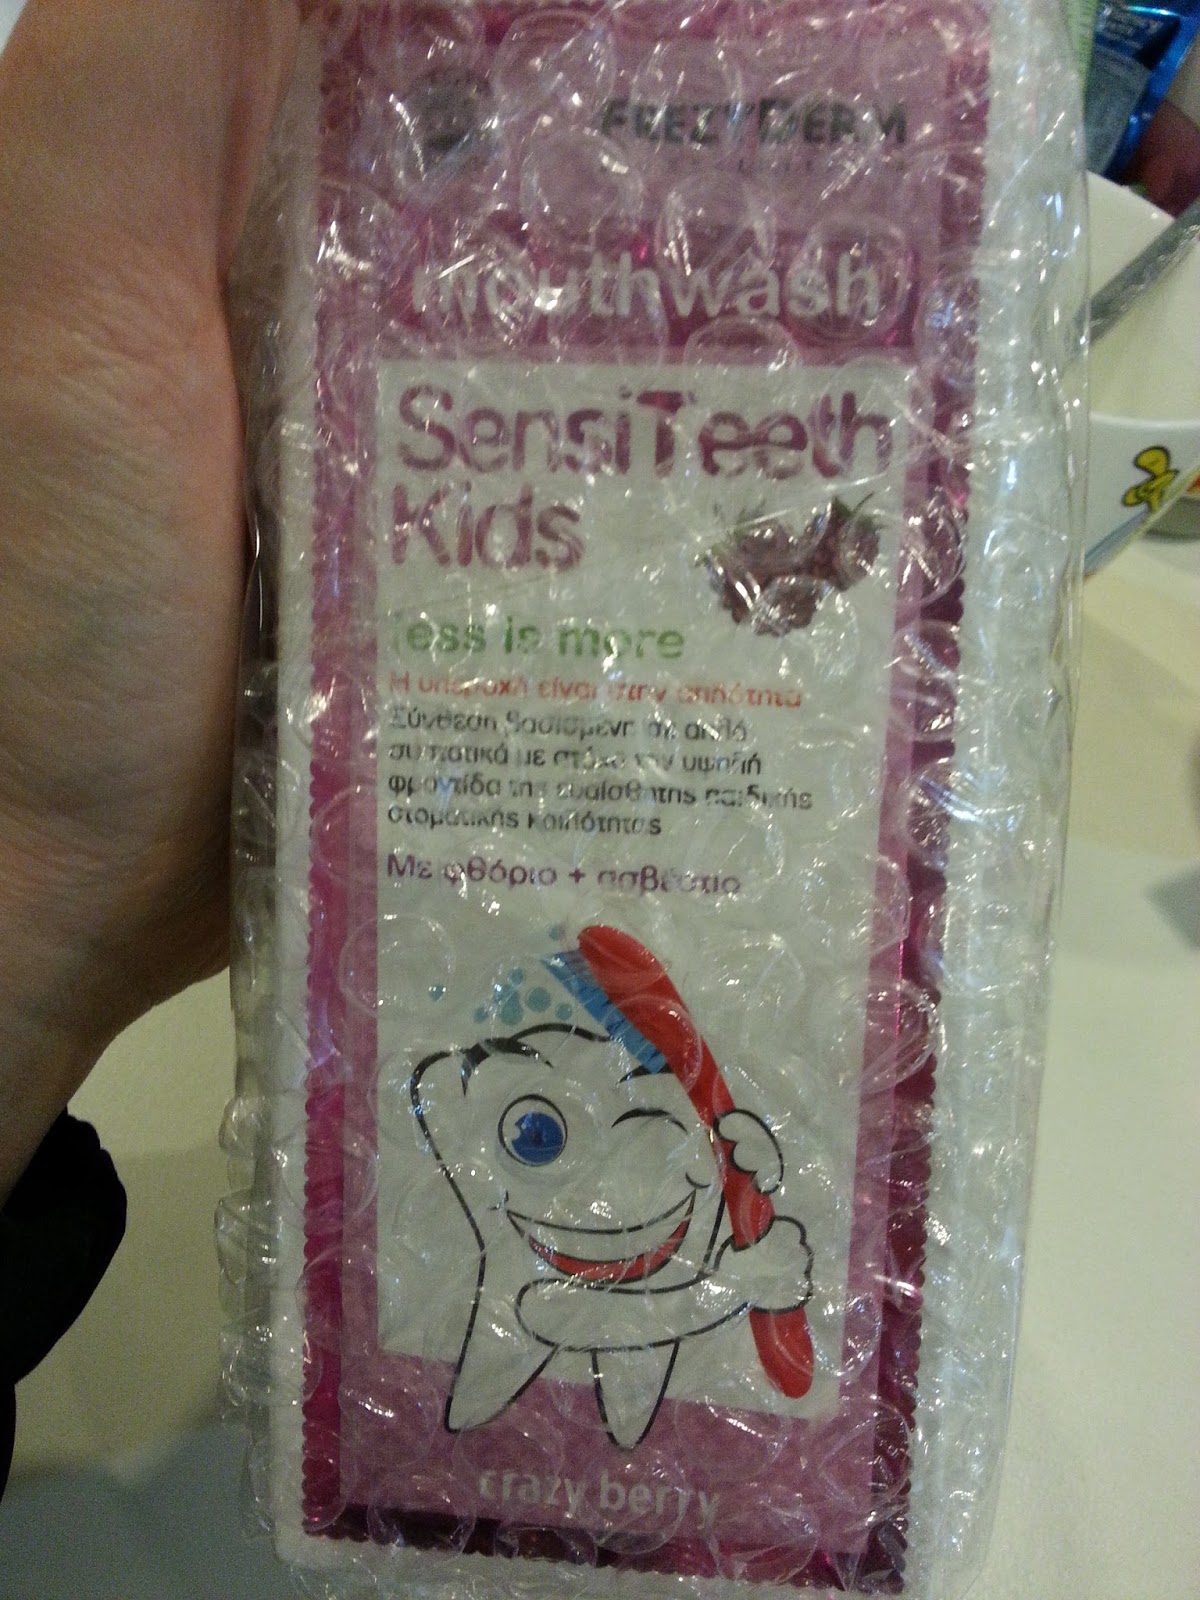 FREZYDERM
mouthwash
SensiTeeth
Kids
less is more
Η υπεροχή είναι στην απλότητα
Σύνθεση βασισμένη σε απλά
συστατικά με στόχο την υψηλή
φροντίδα της ευαίσθητης παιδικής
στοματικής κοιλότητας
Με φθόριο + ασβέστιο
crazy berry